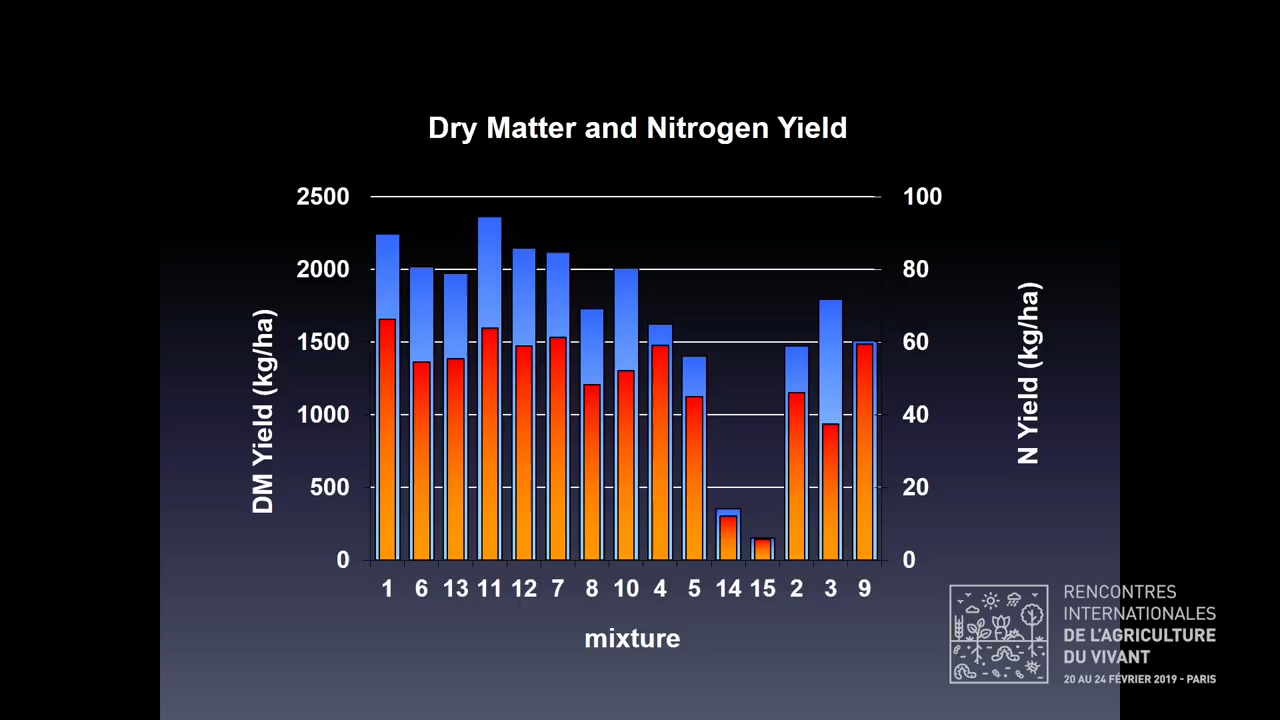 Dry Matter and Nitrogen Yield
2500
2000
1500
1000
500
0
DM Yield (kg/ha)
100
80
60
40
20
0
N Yield (kg/ha)
1 6 13 11 12 7 8 10 4 5 14 15 2 3 9
mixture
RENCONTRES
INTERNATIONALES
DE L'AGRICULTURE
DU VIVANT
20 AU 24 FÉVRIER 2019 - PARIS